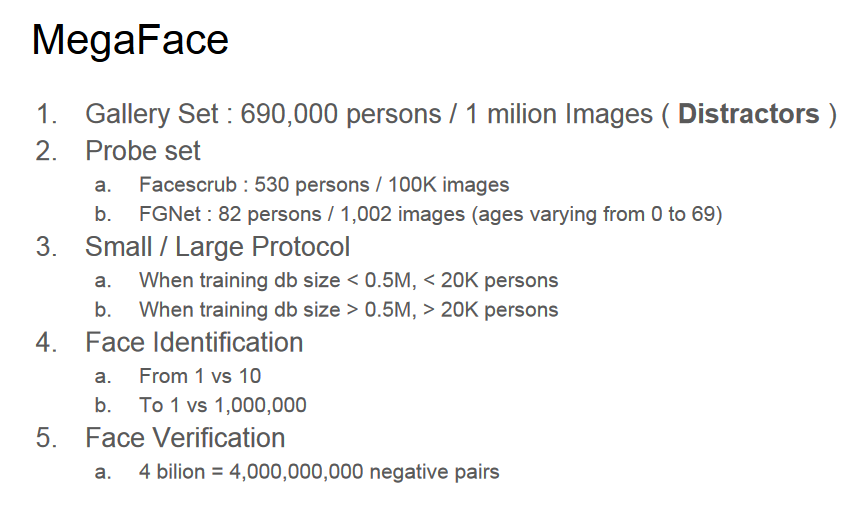 MegaFace
1. Gallery Set : 690,000 persons / 1 milion Images ( Distractors )
2. Probe set
a. Facescrub : 530 persons / 100K images
b. FGNet : 82 persons / 1,002 images (ages varying from 0 to 69)
3. Small / Large Protocol
a. When training db size < 0.5M, < 20K persons
b. When training db size > 0.5M, > 20K persons
4. Face Identification
a. From 1 vs 10
b. To 1 vs 1,000,000
5. Face Verification
a. 4 bilion = 4,000,000,000 negative pairs